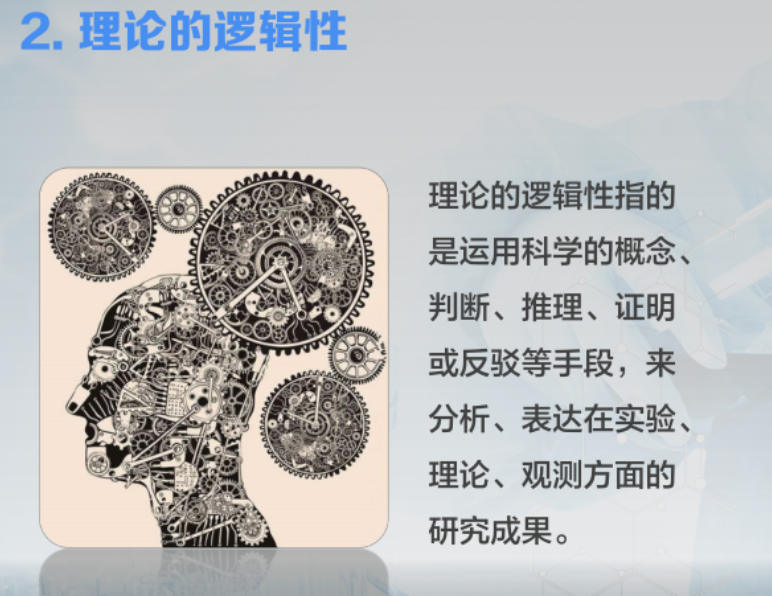 2. 理论的逻辑性
理论的逻辑性指的
是运用科学的概念、
判断、推理、证明
或反驳等手段，来
分析、表达在实验、
理论、观测方面的
研究成果。